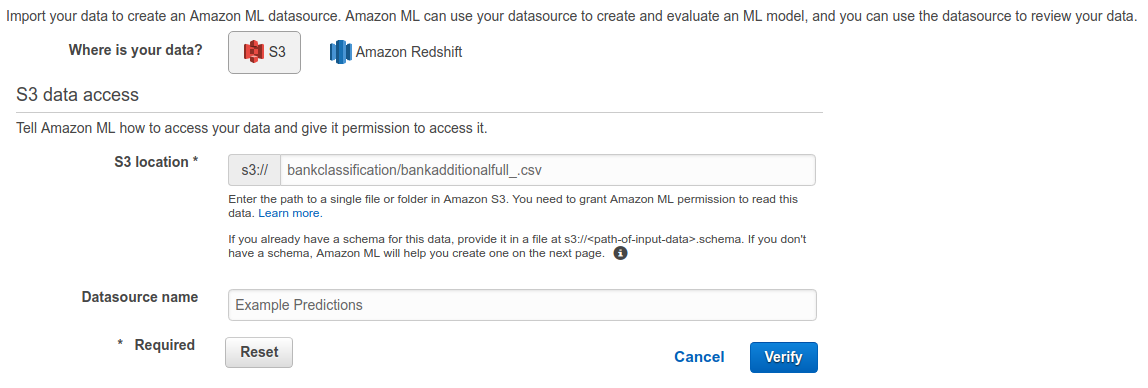 Import your data to create an Amazon ML datasource. Amazon ML can use your datasource to create and evaluate an ML model, and you can use the datasource to review your data.
Where is your data? S3 Amazon Redshift
S3 data access
Tell Amazon ML how to access your data and give it permission to access it.
S3 location * s3:// bankclassification/bankadditionalfull_.csv
Enter the path to a single file or folder in Amazon S3. You need to grant Amazon ML permission to read this
data. Learn more.
If you already have a schema for this data, provide it in a file at s3://<path-of-input-data>.schema. If you don't
have a schema, Amazon ML will help you create one on the next page. i
Datasource name Example Predictions
* Required Reset Cancel Verify